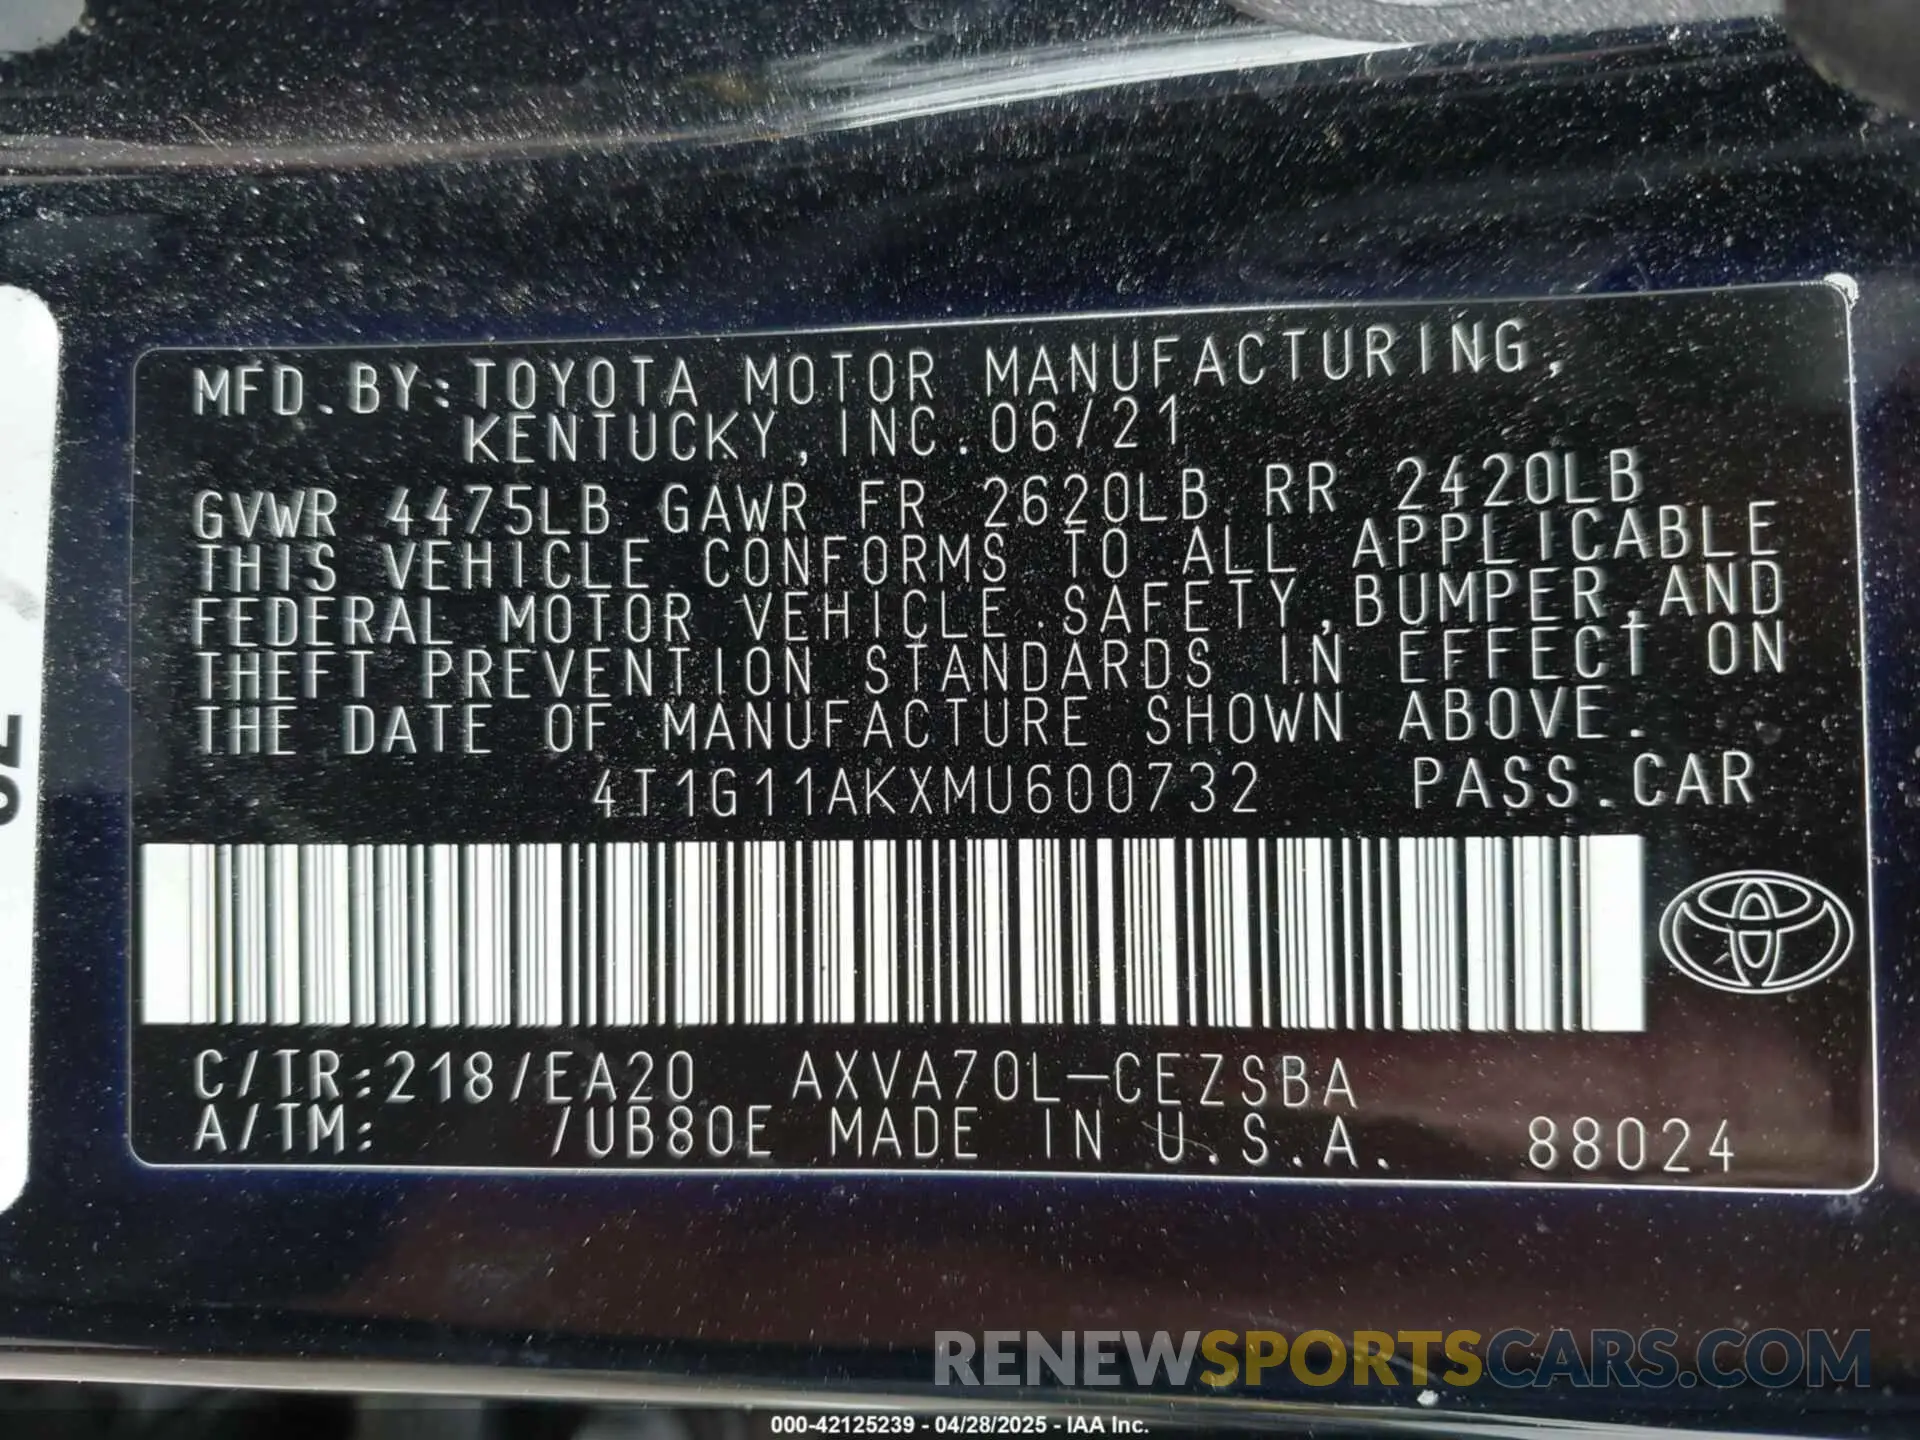 MFD.BY:TOYOTA MOTOR MANUFACTURING,
KENTUCKY,INC.06/21
GVWR 4475LB GAWR FR 2620LB RR 2420LB
THIS VEHICLE CONFORMS TO ALL APPLICABLE
FEDERAL MOTOR VEHICLE SAFETY,BUMPER,AND
THEFT PREVENTION STANDARDS IN EFFECT ON
THE DATE OF MANUFACTURE SHOWN ABOVE.
4T1G11AKXMU600732 PASS.CAR
C/TR:218/EA20 AXVA70L-CEZSBA
A/TM: /UB80E MADE IN U.S.A. 88024
RENEWSPORTSCARS.COM
000-42125239 - 04/28/2025 - IAA Inc.